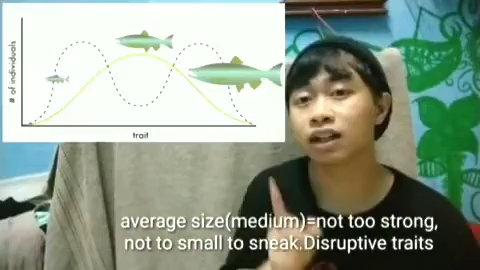 # of individuals
trait
average size(medium)=not too strong,
not to small to sneak.Disruptive traits